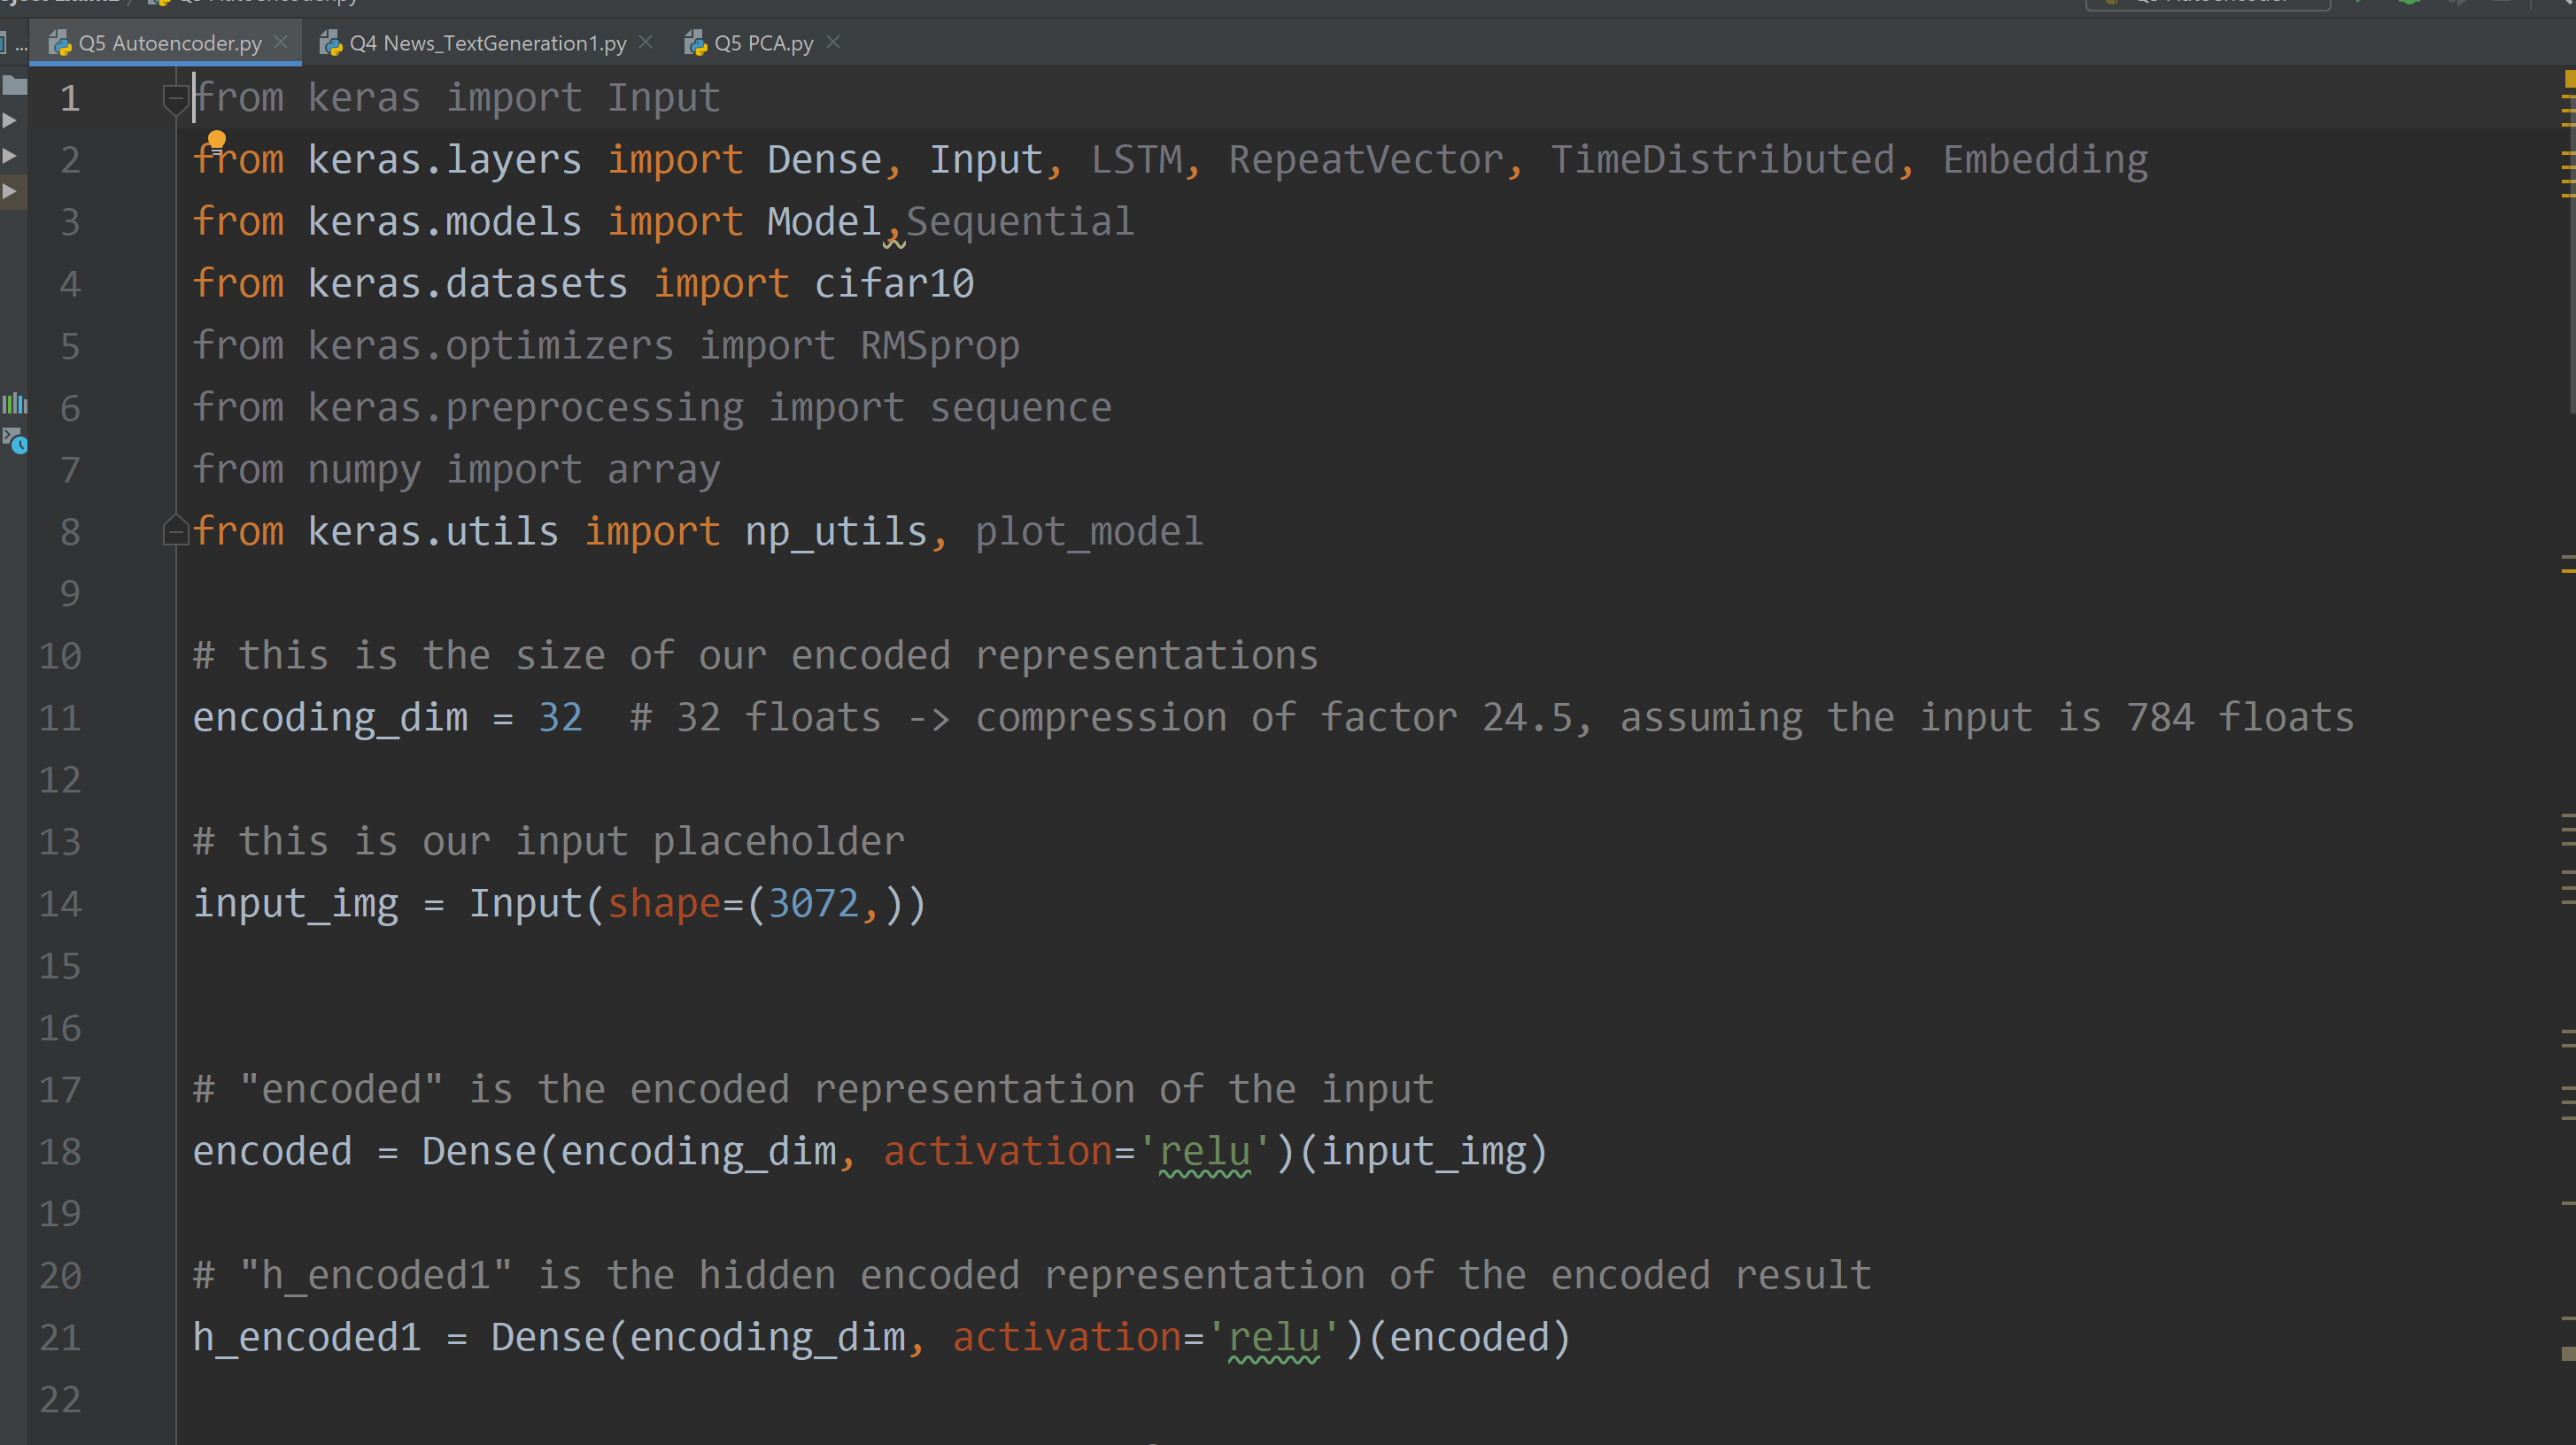 Q5 Autoencoder.py
... Q5 Autoencoder.py Q4 News_TextGeneration1.py Q5 PCA.py
1 from keras import Input
2 from keras.layers import Dense, Input, LSTM, RepeatVector, TimeDistributed, Embedding
3 from keras.models import Model,Sequential
4 from keras.datasets import cifar10
5 from keras.optimizers import RMSprop
6 from keras.preprocessing import sequence
7 from numpy import array
8 from keras.utils import np_utils, plot_model
9
10 # this is the size of our encoded representations
11 encoding_dim = 32  # 32 floats -> compression of factor 24.5, assuming the input is 784 floats
12
13 # this is our input placeholder
14 input_img = Input(shape=(3072,))
15
16
17 # "encoded" is the encoded representation of the input
18 encoded = Dense(encoding_dim, activation='relu')(input_img)
19
20 # "h_encoded1" is the hidden encoded representation of the encoded result
21 h_encoded1 = Dense(encoding_dim, activation='relu')(encoded)
22